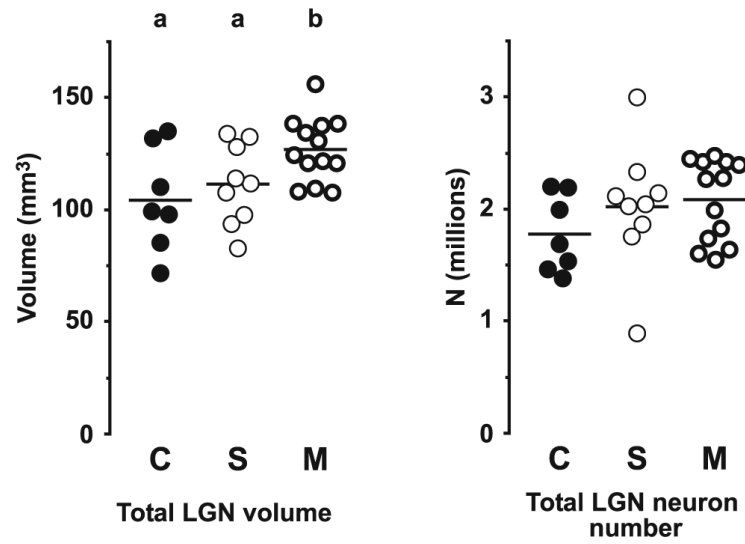 a a b
Volume (mm³)
150
100
50
0
C S M
Total LGN volume
N (millions)
3
2
1
0
C S M
Total LGN neuron
number